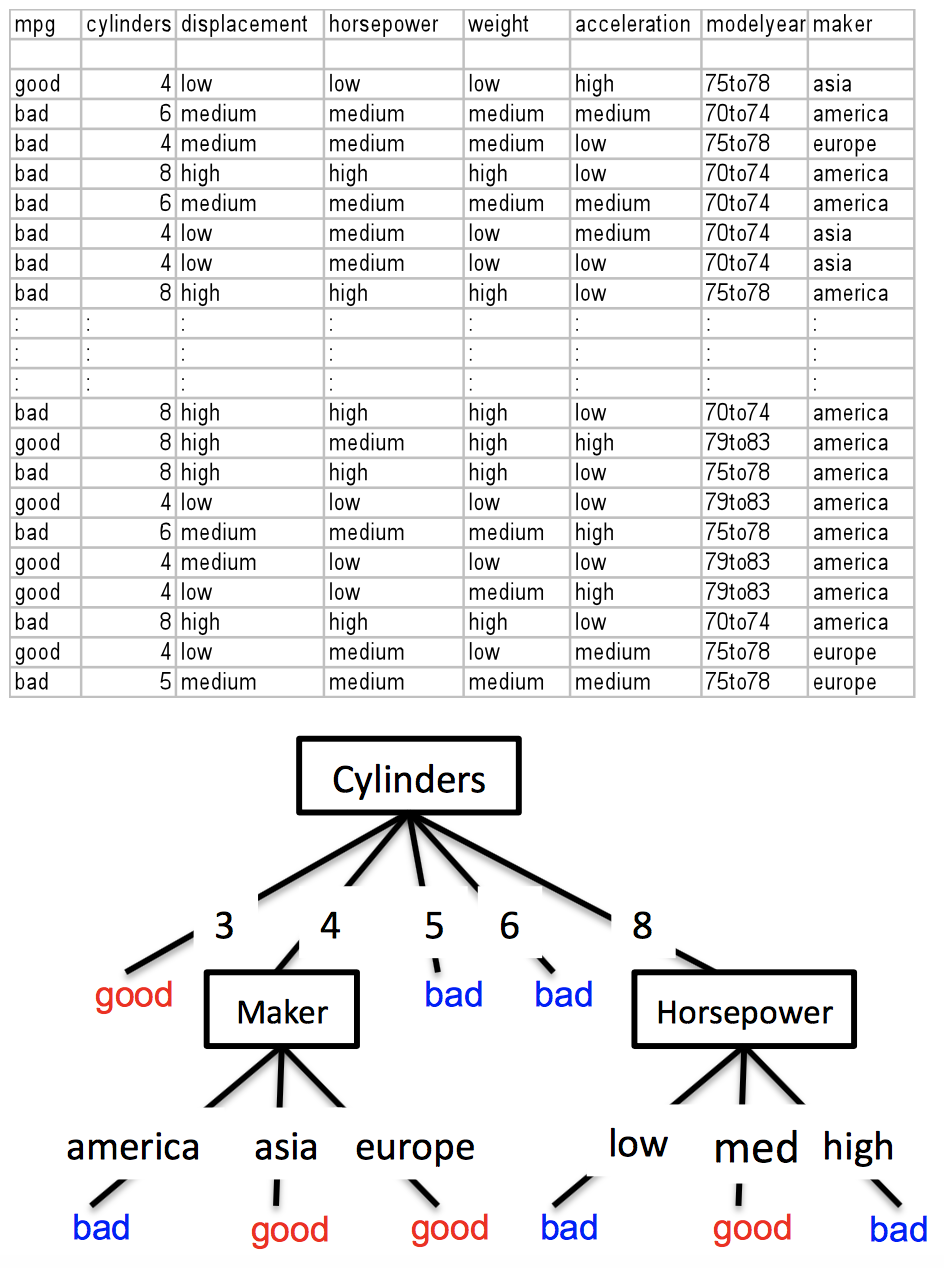 mpg cylinders displacement horsepower weight acceleration modelyear maker
good 4 low low low high 75to78 asia
bad 6 medium medium medium medium 70to74 america
bad 4 medium medium medium low 75to78 europe
bad 8 high high high low 70to74 america
bad 6 medium medium medium medium 70to74 america
bad 4 low medium low medium 70to74 asia
bad 4 low medium low low 70to74 asia
bad 8 high high high low 75to78 america
: : : : : : : :
: : : : : : : :
: : : : : : : :
bad 8 high high high low 70to74 america
good 8 high medium high high 79to83 america
bad 8 high high high low 75to78 america
good 4 low low low low 79to83 america
bad 6 medium medium medium high 75to78 america
good 4 medium low low low 79to83 america
good 4 low low medium high 79to83 america
bad 8 high high high low 70to74 america
good 4 low medium low medium 75to78 europe
bad 5 medium medium medium medium 75to78 europe
Cylinders
3 4 5 6 8
good Maker bad bad Horsepower
america asia europe low med high
bad good good bad good bad